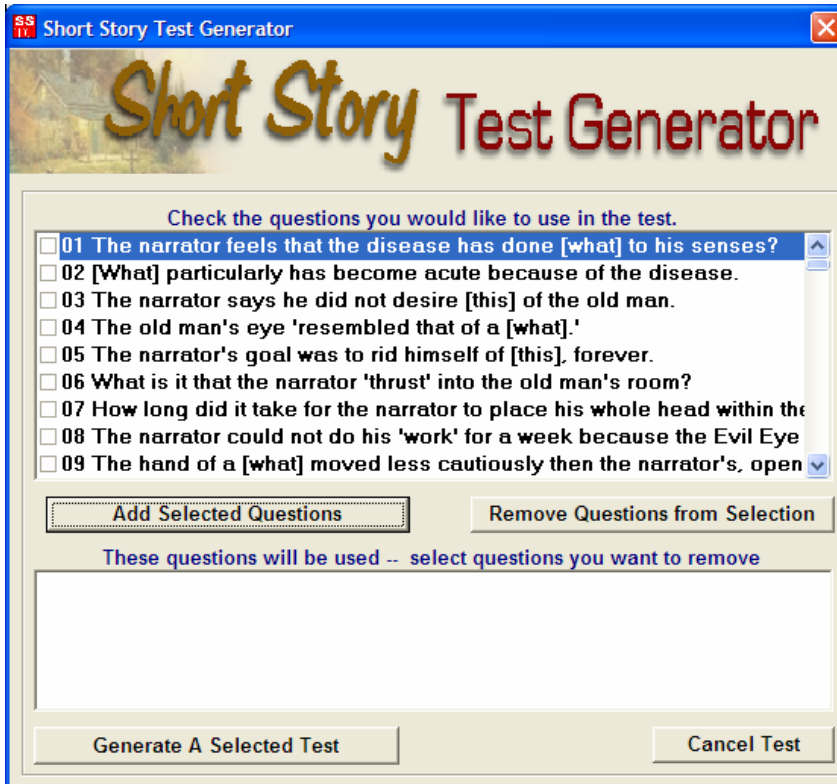 SS
TT.
Short Story Test Generator
Short Story Test Generator
Check the questions you would like to use in the test.
01 The narrator feels that the disease has done [what] to his senses?
02 [What] particularly has become acute because of the disease.
03 The narrator says he did not desire [this] of the old man.
04 The old man's eye 'resembled that of a [what].'
05 The narrator's goal was to rid himself of [this], forever.
06 What is it that the narrator 'thrust' into the old man's room?
07 How long did it take for the narrator to place his whole head within the
08 The narrator could not do his 'work' for a week because the Evil Eye
09 The hand of a [what] moved less cautiously then the narrator's, open
Add Selected Questions
Remove Questions from Selection
These questions will be used -- select questions you want to remove
Generate A Selected Test
Cancel Test